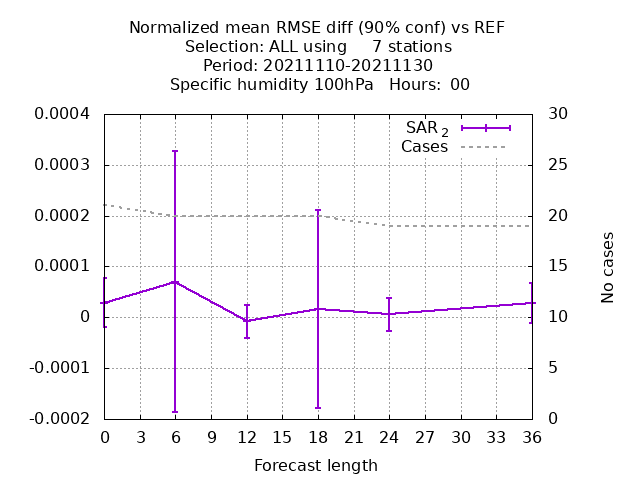 Normalized mean RMSE diff (90% conf) vs REF
Selection: ALL using     7 stations
Period: 20211110-20211130
Specific humidity 100hPa   Hours:  00
0.0004
0.0003
0.0002
0.0001
0
-0.0001
-0.0002
30
25
20
15
10
5
0
SAR 2
Cases
No cases
0 3 6 9 12 15 18 21 24 27 30 33 36
Forecast length